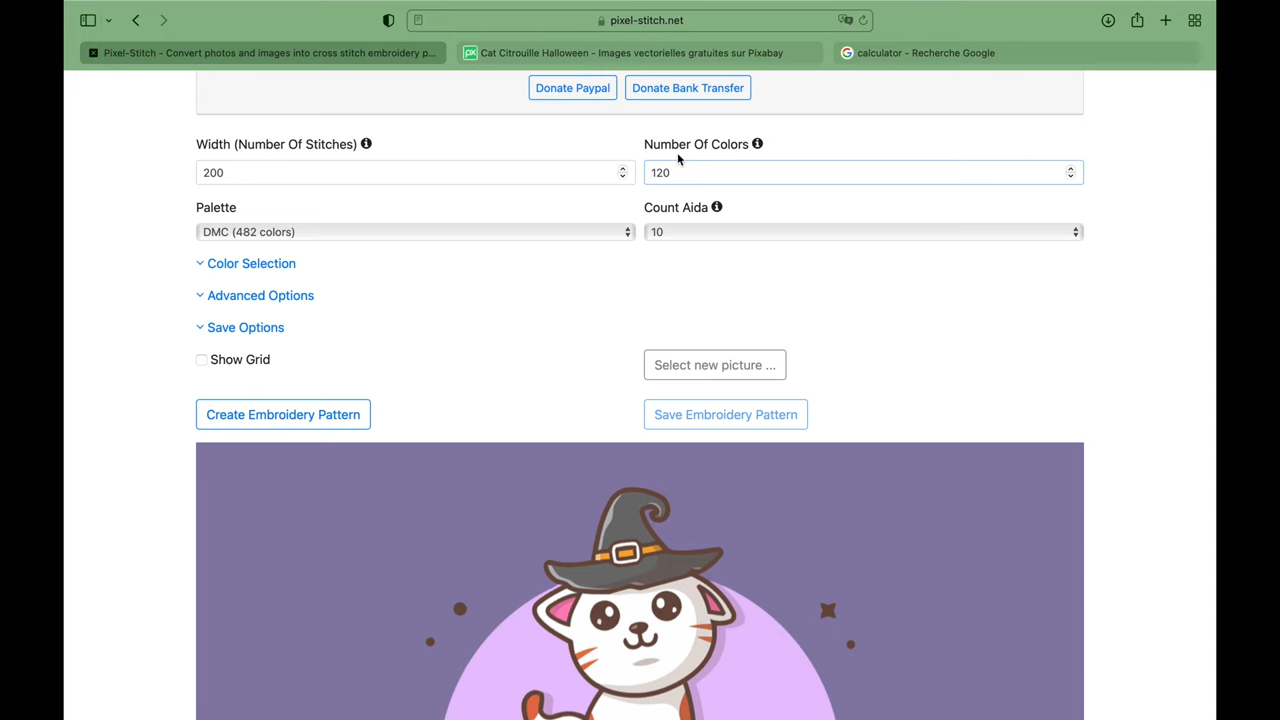 pixel-stitch.net
Pixel-Stitch - Convert photos and images into cross stitch embroidery p...
px Cat Citrouille Halloween - Images vectorielles gratuites sur Pixabay
G calculator - Recherche Google
Donate Paypal
Donate Bank Transfer
Width (Number Of Stitches)
Number Of Colors
200
120
Palette
Count Aida
DMC (482 colors)
10
Color Selection
Advanced Options
Save Options
Show Grid
Select new picture ...
Create Embroidery Pattern
Save Embroidery Pattern